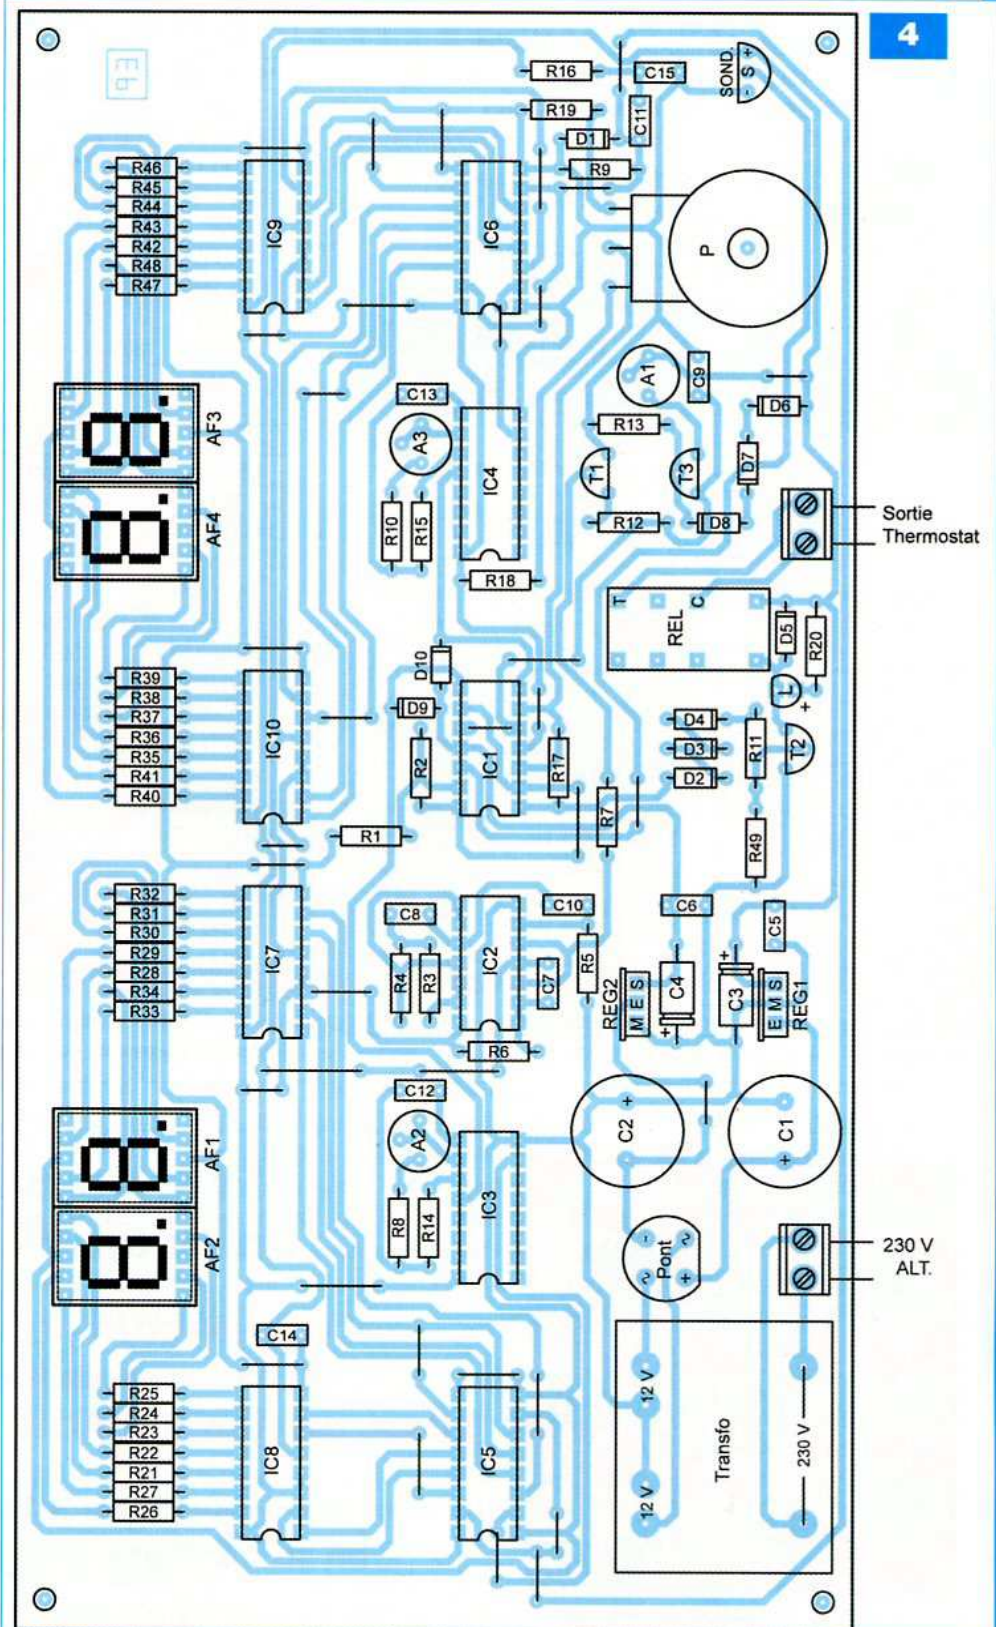 4
Eb
R16
C15
SOND.
+
S
-
R19
C11
D1
R9
R46
R45
R44
R43
R42
R48
R47
IC9
IC6
P
A1
C9
D6
C13
A3
AF3
R13
T1
T3
D7
IC4
R10
R15
AF4
R12
D8
Sortie
Thermostat
R18
T
C
REL
D5
R20
D10
D9
L
+
R39
R38
R37
R36
R35
R41
R40
IC10
R2
IC1
R17
D4
D3
D2
R11
T2
R7
R1
R49
R32
R31
R30
R29
R28
R34
R33
IC7
C8
C10
C6
C5
R4
R3
IC2
C7
R5
REG2
M E S
C4
+
C3
+
E M S
REG1
R6
C12
A2
C2
+
C1
+
AF1
R8
R14
IC3
AF2
Pont
-
~
~
+
230 V
ALT.
C14
12 V
12 V
Transfo
230 V
R25
R24
R23
R22
R21
R27
R26
IC8
IC5